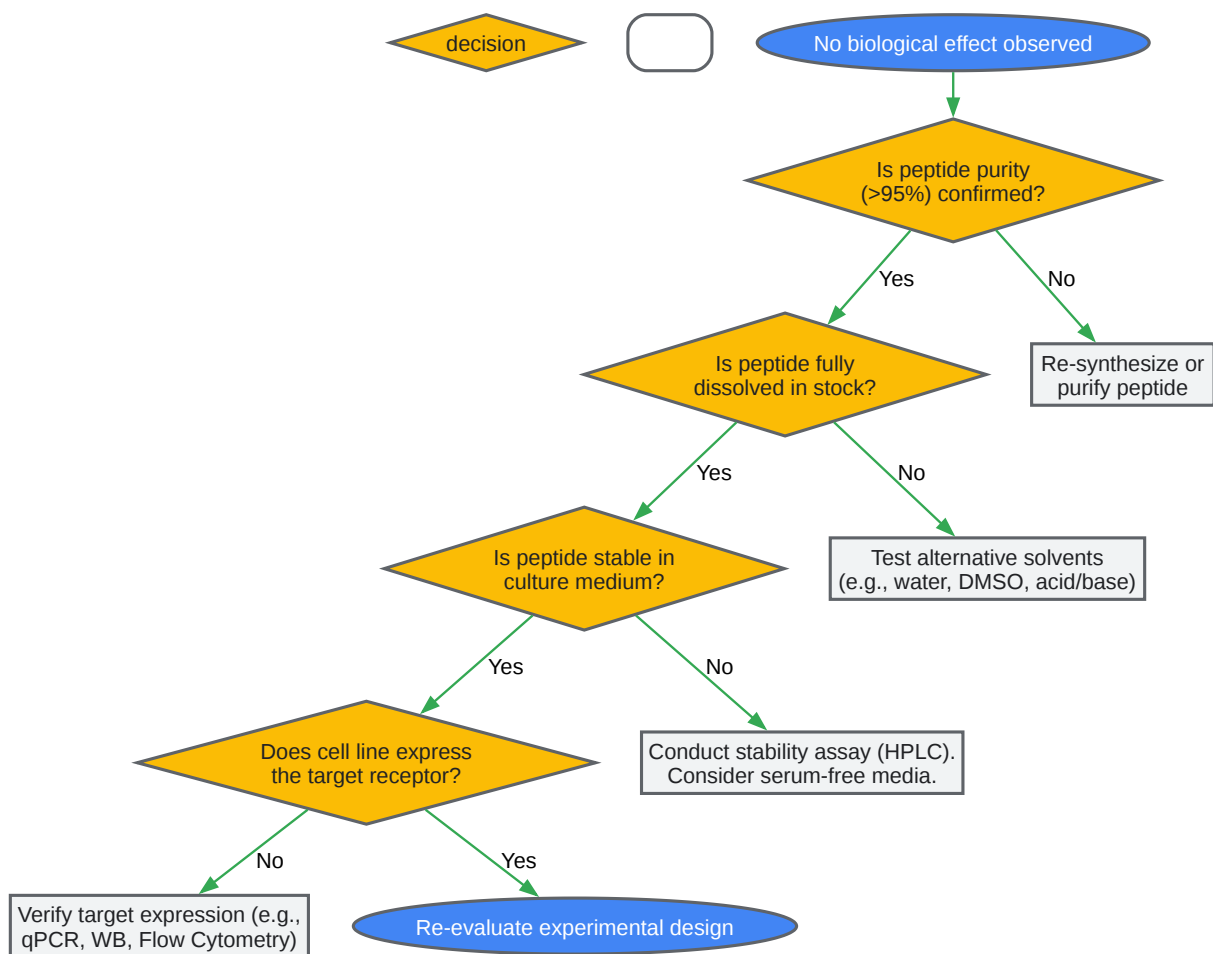 decision
No biological effect observed
Is peptide purity
(>95%) confirmed?
Yes
No
Is peptide fully
dissolved in stock?
Re-synthesize or
purify peptide
Yes
No
Is peptide stable in
culture medium?
Test alternative solvents
(e.g., water, DMSO, acid/base)
Yes
No
Does cell line express
the target receptor?
Conduct stability assay (HPLC).
Consider serum-free media.
No
Yes
Verify target expression (e.g.,
qPCR, WB, Flow Cytometry)
Re-evaluate experimental design